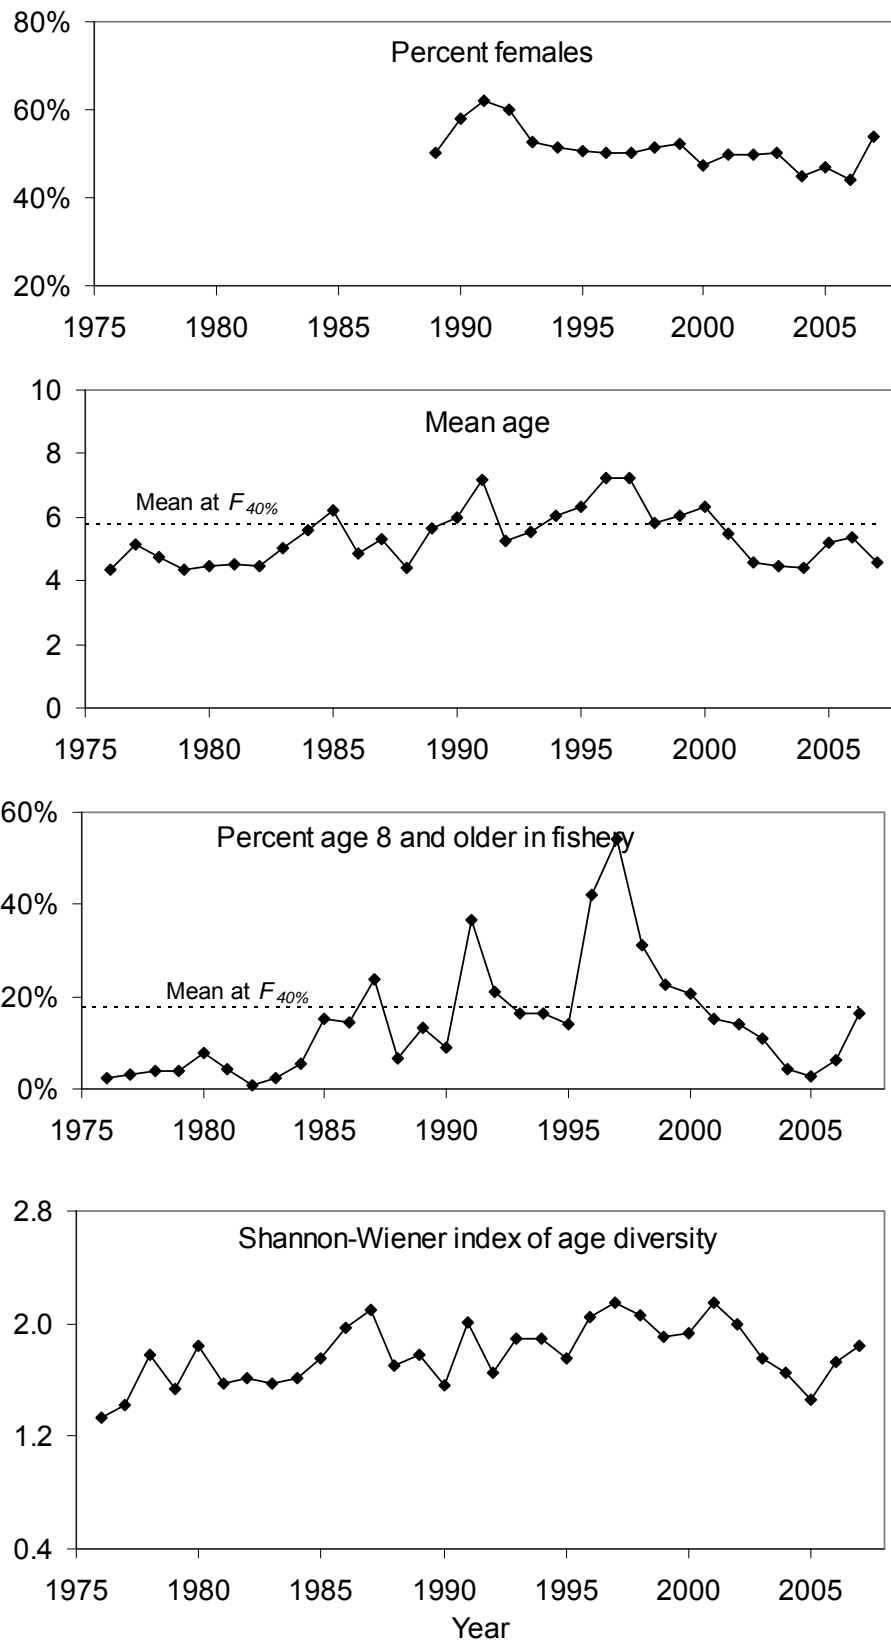 80%
Percent females
60%
40%
20%
1975 1980 1985 1990 1995 2000 2005
10
Mean age
8
Mean at F40%
6
4
2
0
1975 1980 1985 1990 1995 2000 2005
60%
Percent age 8 and older in fishery
40%
20%
Mean at F40%
0%
1975 1980 1985 1990 1995 2000 2005
2.8
Shannon-Wiener index of age diversity
2.0
1.2
0.4
1975 1980 1985 1990 1995 2000 2005
Year